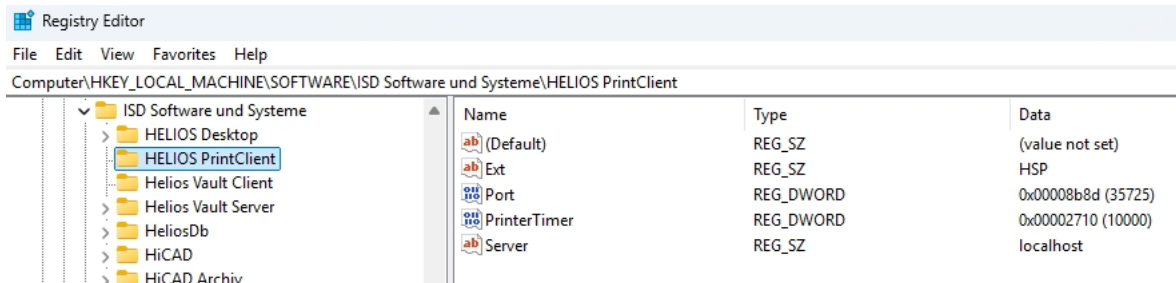 Registry Editor
File Edit View Favorites Help
Computer\HKEY_LOCAL_MACHINE\SOFTWARE\ISD Software und Systeme\HELIOS PrintClient
ISD Software und Systeme
HELIOS Desktop
HELIOS PrintClient
Helios Vault Client
Helios Vault Server
HeliosDb
HiCAD
HiCAD Archiv
Name Type Data
(Default) REG_SZ (value not set)
Ext REG_SZ HSP
Port REG_DWORD 0x00008b8d (35725)
PrinterTimer REG_DWORD 0x00002710 (10000)
Server REG_SZ localhost